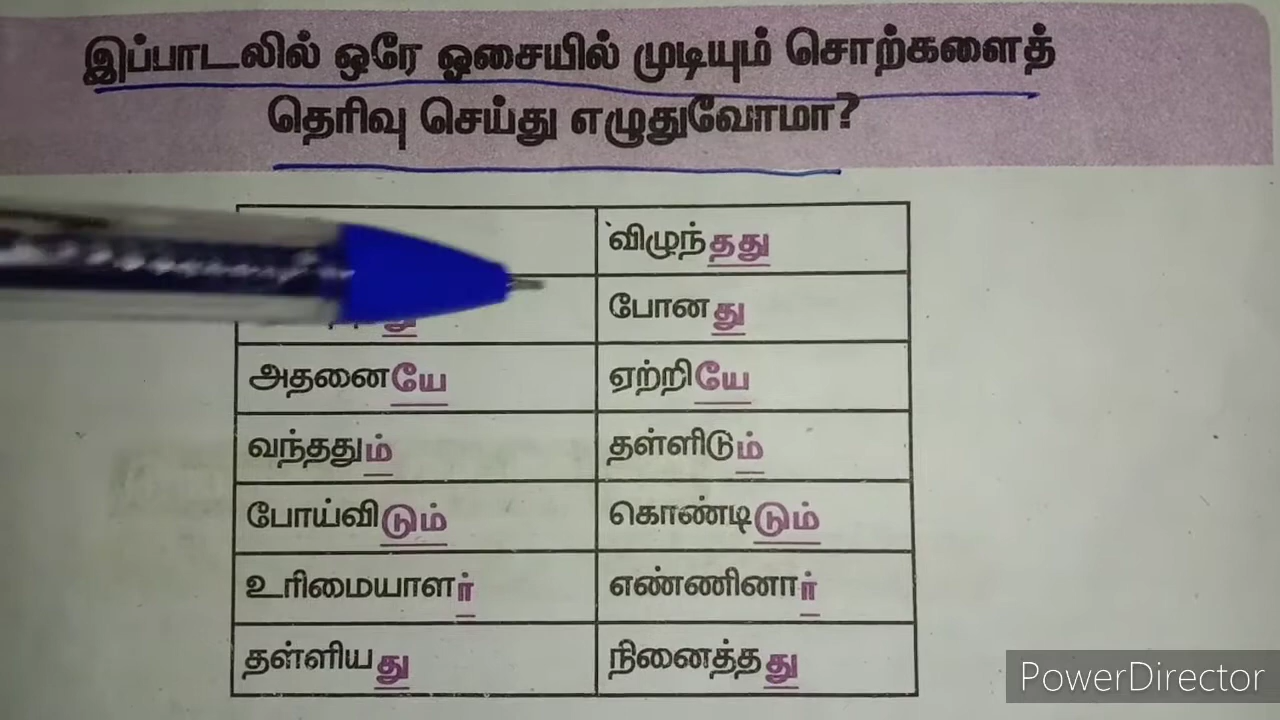 இப்பாடலில் ஒரே ஓசையில் முடியும் சொற்களைத்
தெரிவு செய்து எழுதுவோமா?
விழுந்தது
போனது
அதனையே ஏற்றியே
வந்ததும் தள்ளிடும்
போய்விடும் கொண்டிடும்
உரிமையாளர் எண்ணினார்
தள்ளியது நினைத்தது
PowerDirector